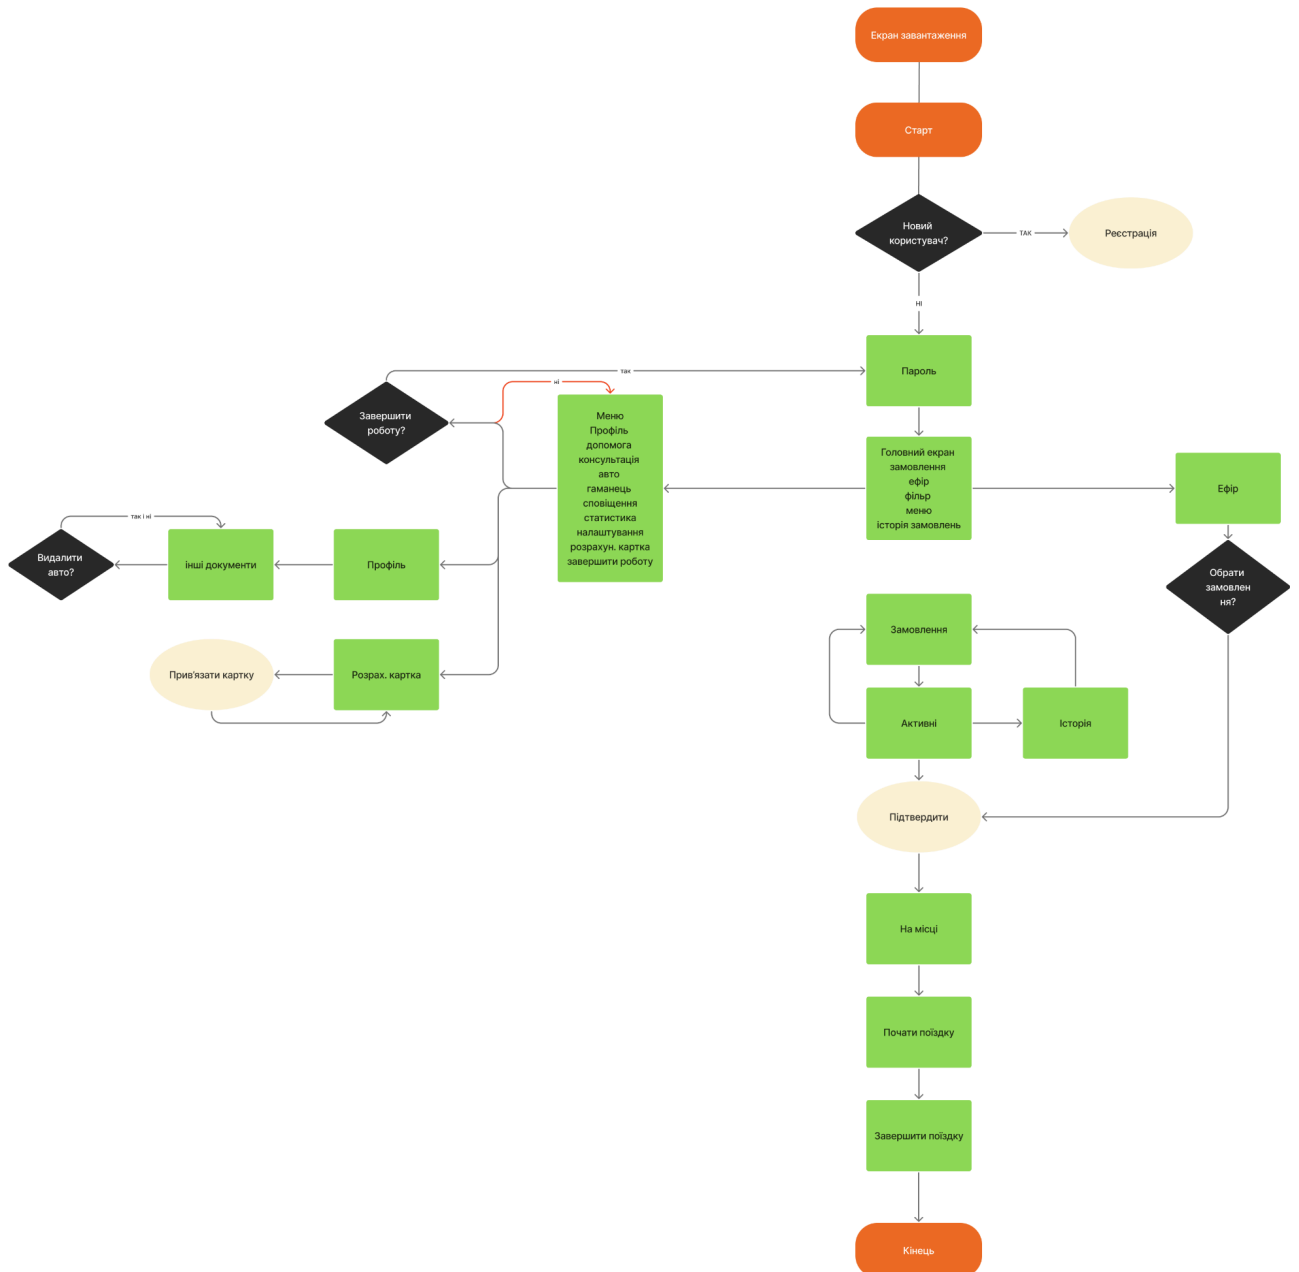 Екран завантаження
Старт
Новий
користувач?
ТАК
Реєстрація
НІ
Пароль
так
ні
Завершити
роботу?
Меню
Профіль
допомога
консультація
авто
гаманець
сповіщення
статистика
налаштування
розрахун. картка
завершити роботу
Головний екран
замовлення
ефір
фільр
меню
історія замовлень
Ефір
так і ні
Видалити
авто?
інші документи
Профіль
Обрати
замовлен
ня?
Замовлення
Прив'язати картку
Розрах. картка
Активні
Історія
Підтвердити
На місці
Почати поїздку
Завершити поїздку
Кінець